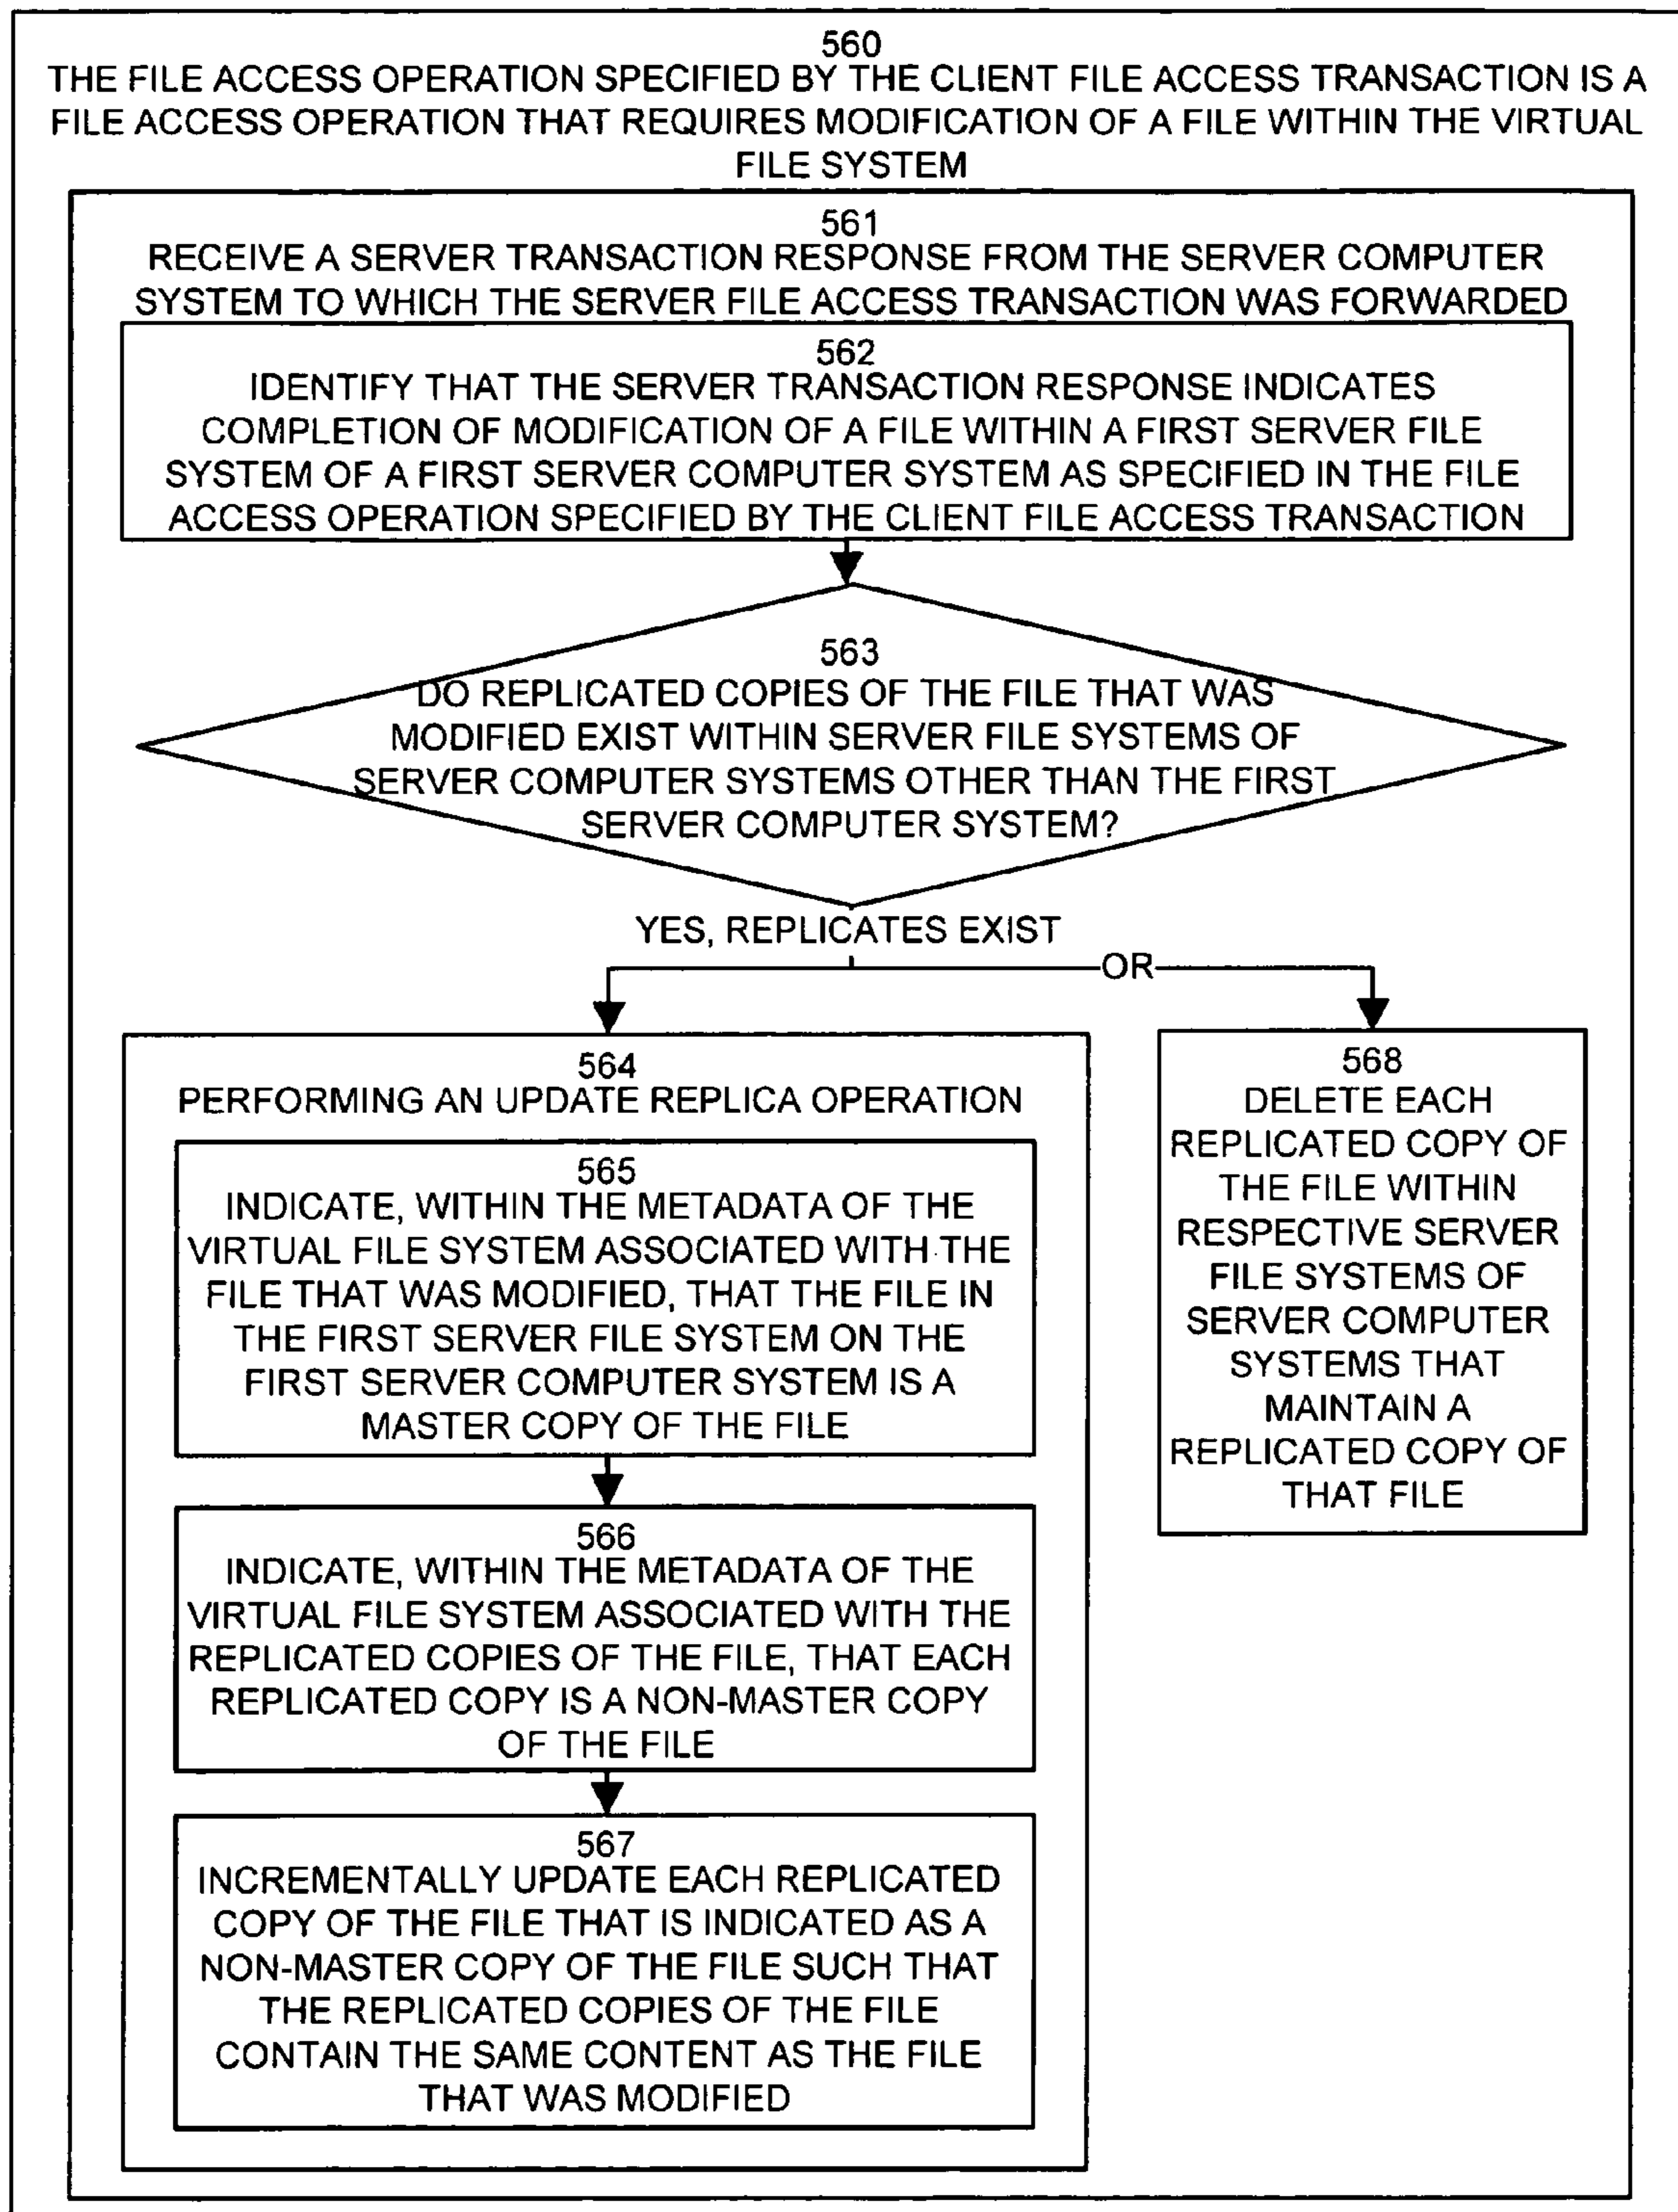 560
THE FILE ACCESS OPERATION SPECIFIED BY THE CLIENT FILE ACCESS TRANSACTION IS A
FILE ACCESS OPERATION THAT REQUIRES MODIFICATION OF A FILE WITHIN THE VIRTUAL
FILE SYSTEM
561
RECEIVE A SERVER TRANSACTION RESPONSE FROM THE SERVER COMPUTER
SYSTEM TO WHICH THE SERVER FILE ACCESS TRANSACTION WAS FORWARDED
562
IDENTIFY THAT THE SERVER TRANSACTION RESPONSE INDICATES
COMPLETION OF MODIFICATION OF A FILE WITHIN A FIRST SERVER FILE
SYSTEM OF A FIRST SERVER COMPUTER SYSTEM AS SPECIFIED IN THE FILE
ACCESS OPERATION SPECIFIED BY THE CLIENT FILE ACCESS TRANSACTION
563
DO REPLICATED COPIES OF THE FILE THAT WAS
MODIFIED EXIST WITHIN SERVER FILE SYSTEMS OF
SERVER COMPUTER SYSTEMS OTHER THAN THE FIRST
SERVER COMPUTER SYSTEM?
YES, REPLICATES EXIST
OR
564
PERFORMING AN UPDATE REPLICA OPERATION
565
INDICATE, WITHIN THE METADATA OF THE
VIRTUAL FILE SYSTEM ASSOCIATED WITH THE
FILE THAT WAS MODIFIED, THAT THE FILE IN
THE FIRST SERVER FILE SYSTEM ON THE
FIRST SERVER COMPUTER SYSTEM IS A
MASTER COPY OF THE FILE
566
INDICATE, WITHIN THE METADATA OF THE
VIRTUAL FILE SYSTEM ASSOCIATED WITH THE
REPLICATED COPIES OF THE FILE, THAT EACH
REPLICATED COPY IS A NON-MASTER COPY
OF THE FILE
567
INCREMENTALLY UPDATE EACH REPLICATED
COPY OF THE FILE THAT IS INDICATED AS A
NON-MASTER COPY OF THE FILE SUCH THAT
THE REPLICATED COPIES OF THE FILE
CONTAIN THE SAME CONTENT AS THE FILE
THAT WAS MODIFIED
568
DELETE EACH
REPLICATED COPY OF
THE FILE WITHIN
RESPECTIVE SERVER
FILE SYSTEMS OF
SERVER COMPUTER
SYSTEMS THAT
MAINTAIN A
REPLICATED COPY OF
THAT FILE